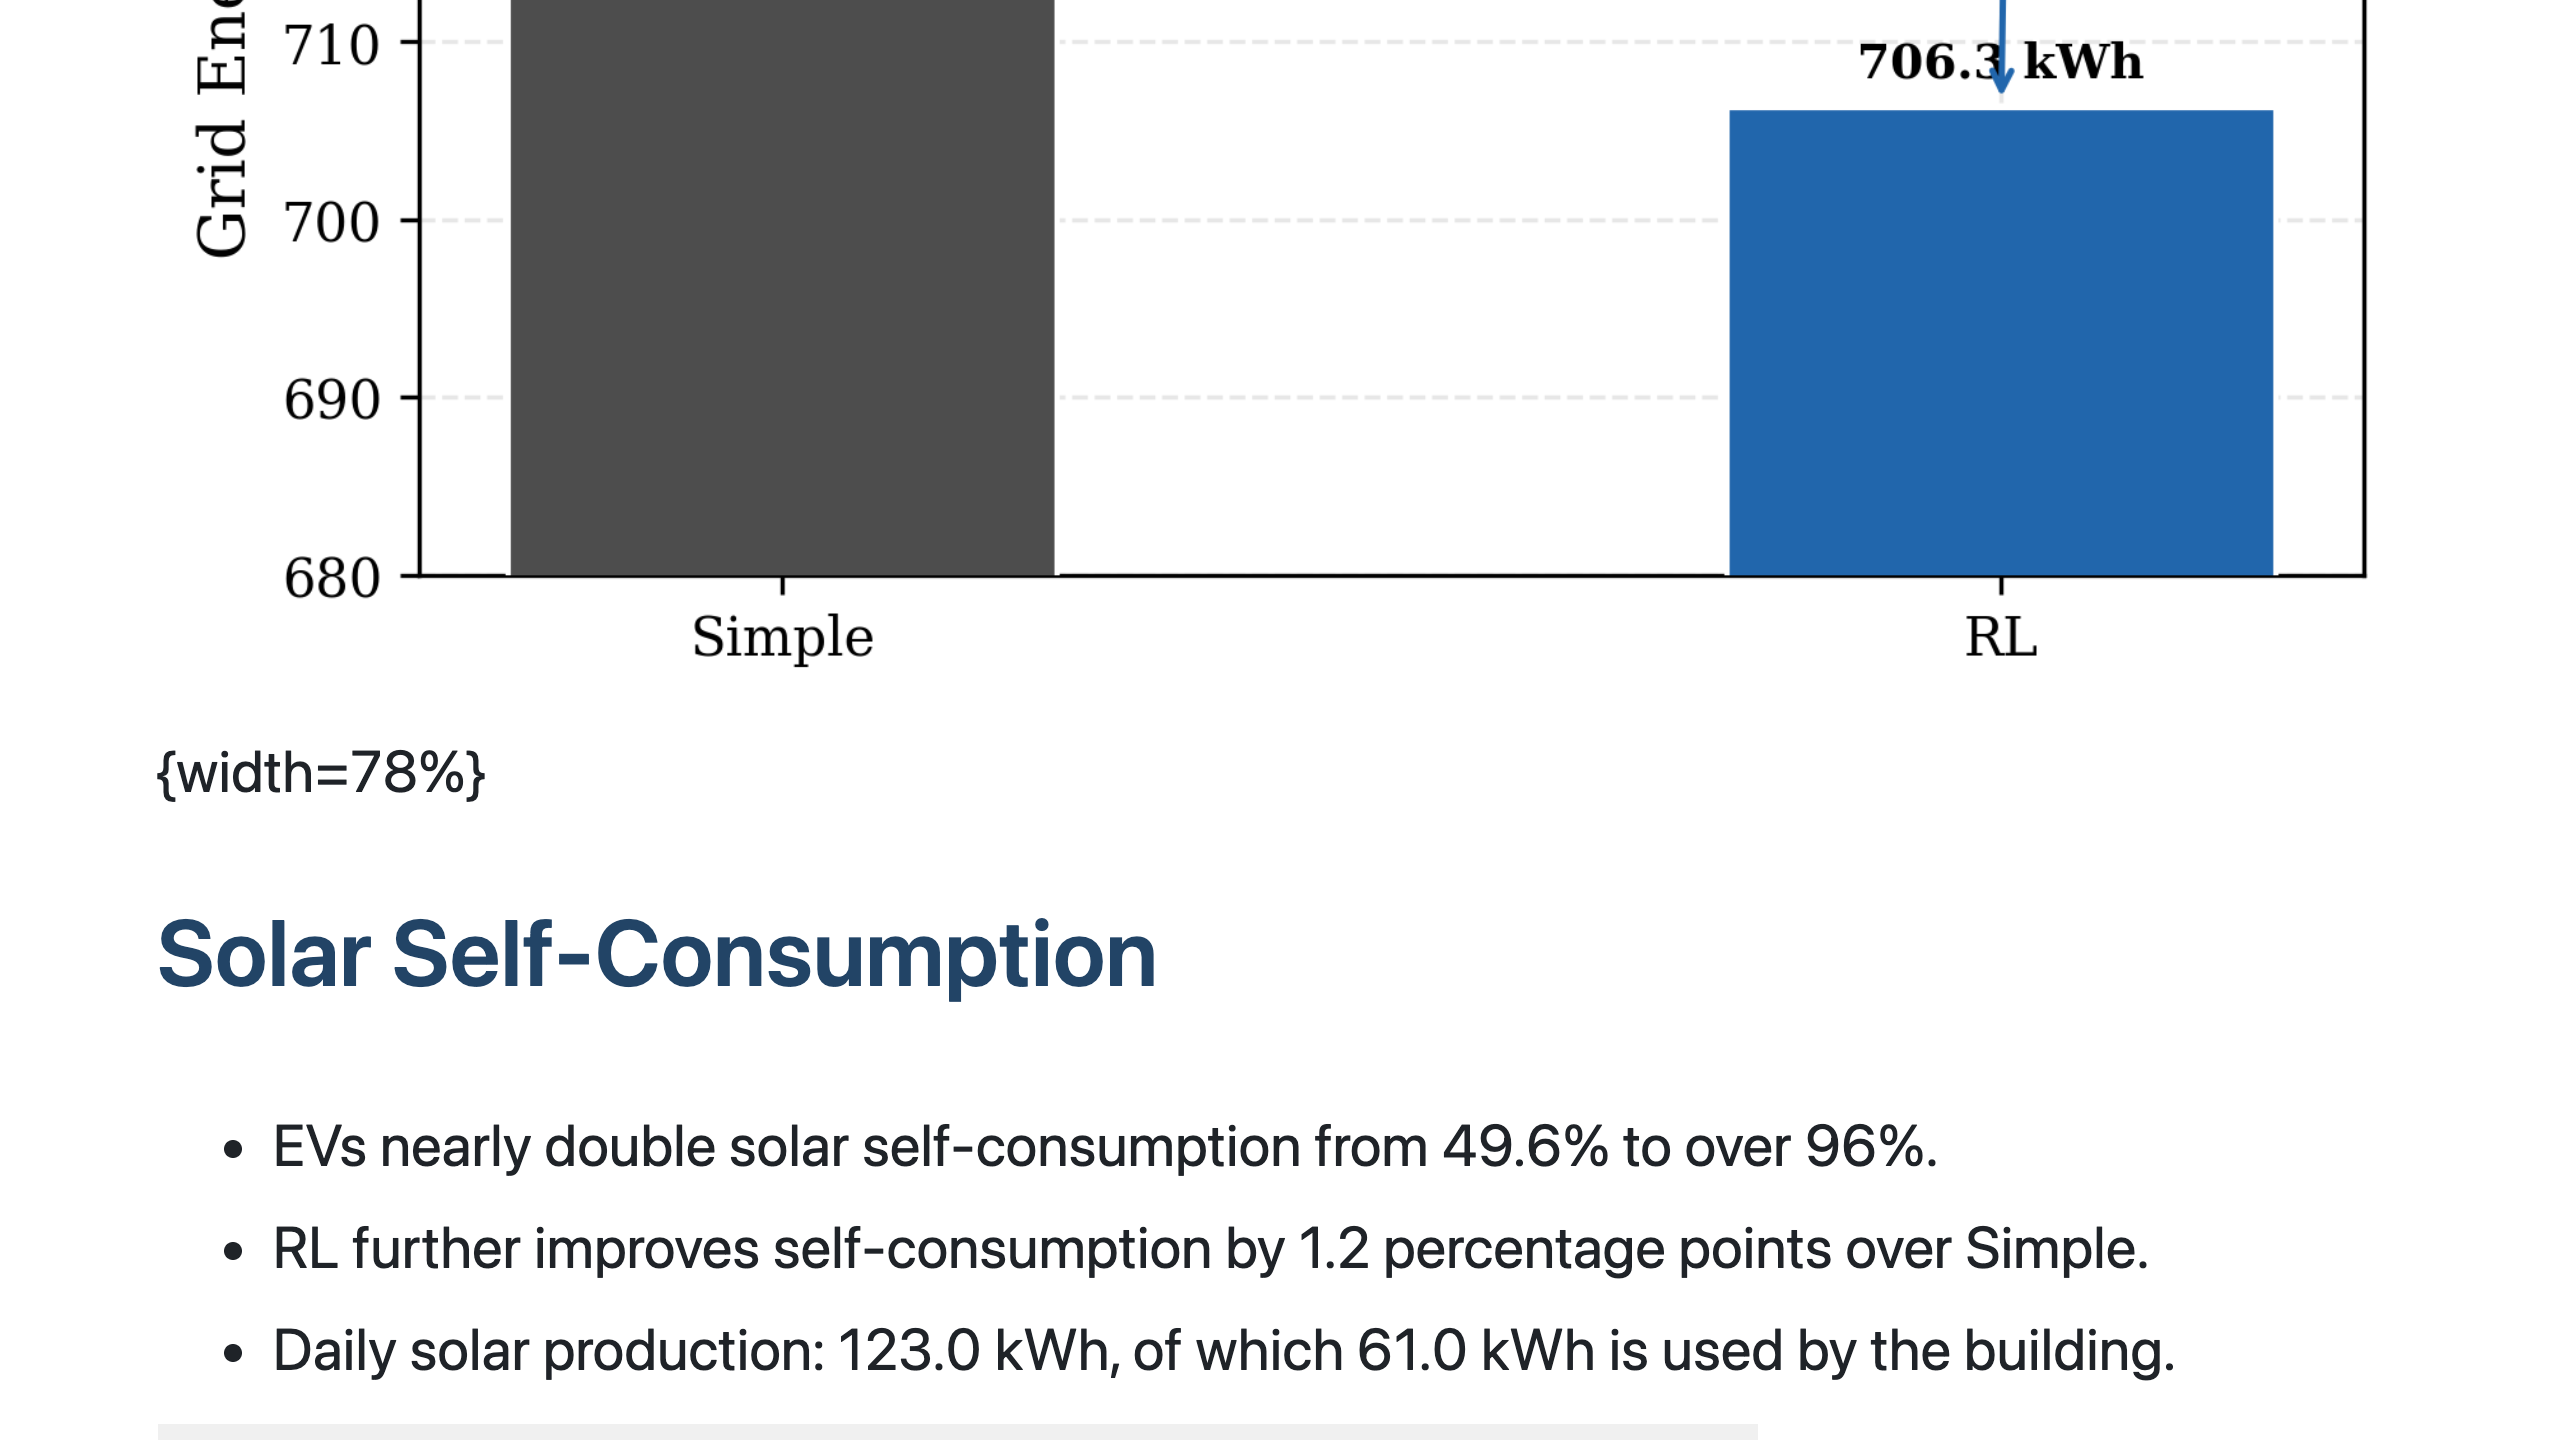 710
706.3 kWh
Grid
700
690
680
Simple
RL
{width=78%}
Solar Self-Consumption
• EVs nearly double solar self-consumption from 49.6% to over 96%.
• RL further improves self-consumption by 1.2 percentage points over Simple.
• Daily solar production: 123.0 kWh, of which 61.0 kWh is used by the building.